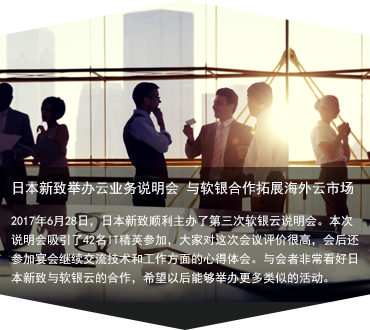 日本新致举办云业务说明会 与软银合作拓展海外云市场
2017年6月28日，日本新致顺利主办了第三次软银云说明会。本次
说明会吸引了42名IT精英参加，大家对这次会议评价很高，会后还
参加宴会继续交流技术和工作方面的心得体会。与会者非常看好日
本新致与软银云的合作，希望以后能够举办更多类似的活动。